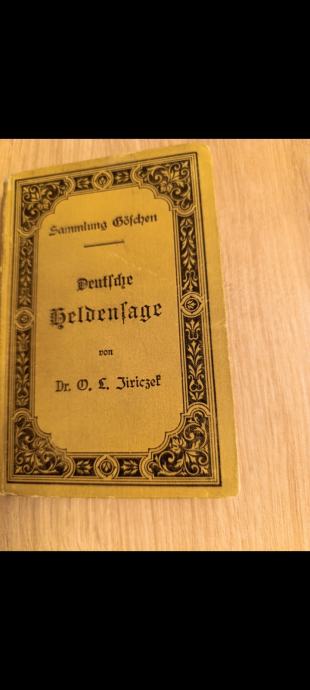 Sammlung Göschen
Deutſche
Heldenſage
von
Dr. O. L. Jiriczek